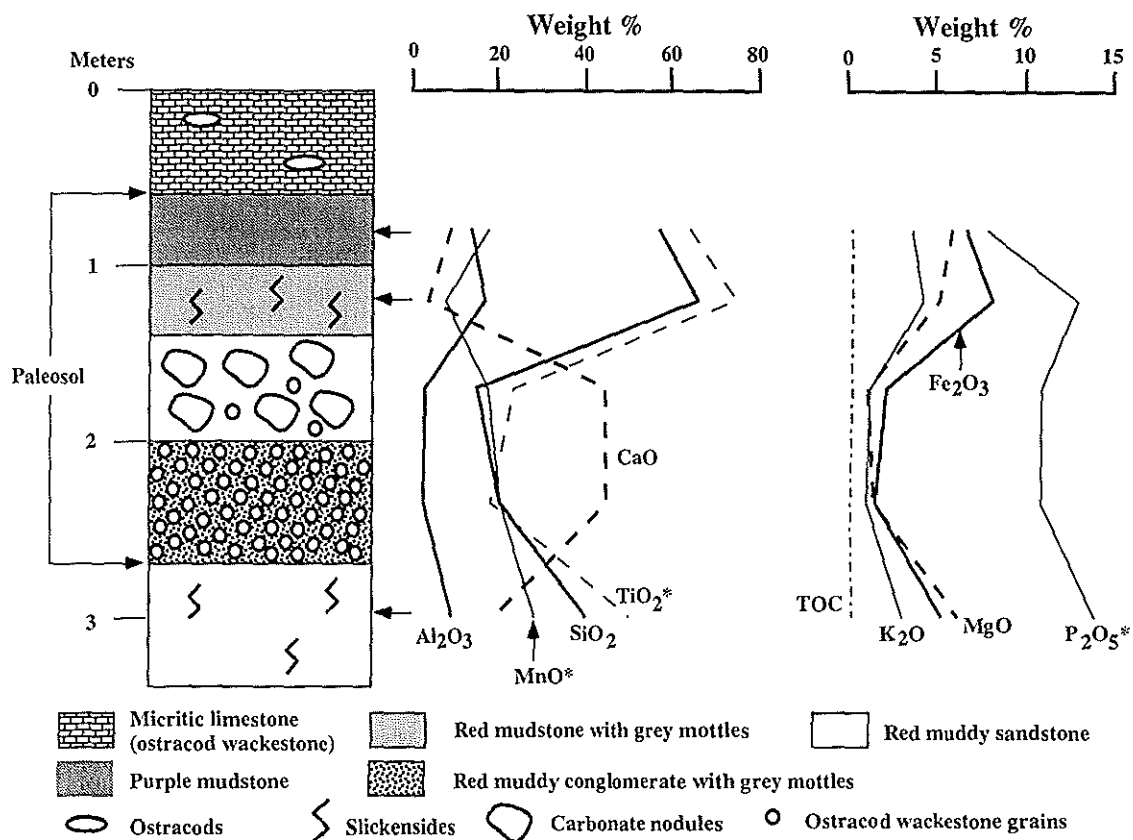 Weight %
Weight %
Meters
0
20
40
60
80
0
5
10
15
0
1
Paleosol
Fe₂O₃
2
CaO
TiO₂*
TOC
3
Al₂O₃
SiO₂
K₂O
MgO
P₂O₅*
MnO*
Micritic limestone
(ostracod wackestone)
Red mudstone with grey mottles
Red muddy sandstone
Purple mudstone
Red muddy conglomerate with grey mottles
Ostracods
Slickensides
Carbonate nodules
Ostracod wackestone grains